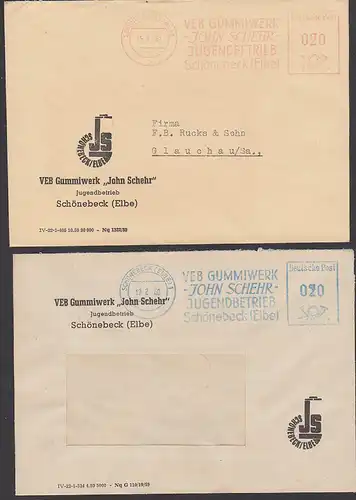 VEB GUMMIWERK
-JOHN SCHEHR-
JUGENDBETRIEB
Schönebeck (Elbe)
Deutsche Post
020
JS
SCHÖNEBECK/ELBE
VEB Gummiwerk „John Schehr"
Jugendbetrieb
Schönebeck (Elbe)
Firma
F.B. Rucks & Sohn
Glauchau/Sa.,
VEB GUMMIWERK
-JOHN SCHEHR-
JUGENDBETRIEB
Schönebeck (Elbe)
Deutsche Post
020
VEB Gummiwerk „John Schehr"
Jugendbetrieb
Schönebeck (Elbe)
JS
SCHÖNEBECK/ELBE